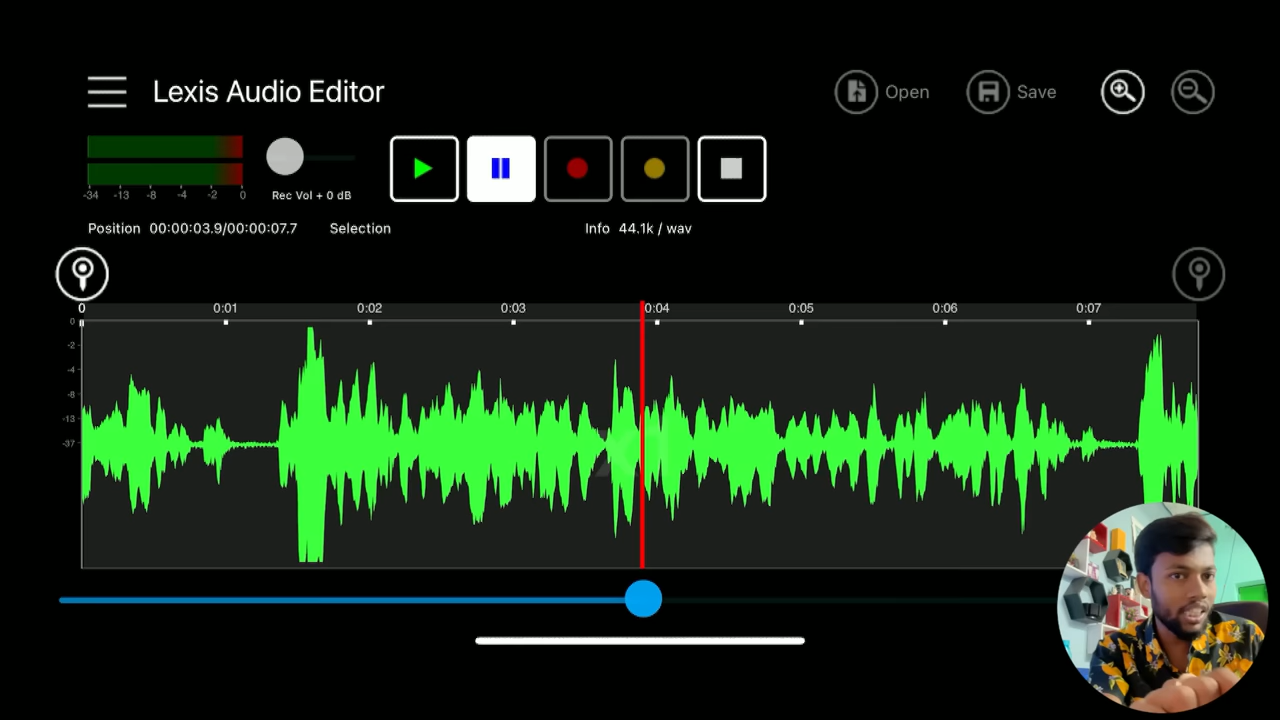 Lexis Audio Editor
Open
Save
-34 -13 -8 -4 -2 0
Rec Vol + 0 dB
Position 00:00:03.9/00:00:07.7
Selection
Info 44.1k / wav
0 0:01 0:02 0:03 0:04 0:05 0:06 0:07
0
-2
-4
-8
-13
-37